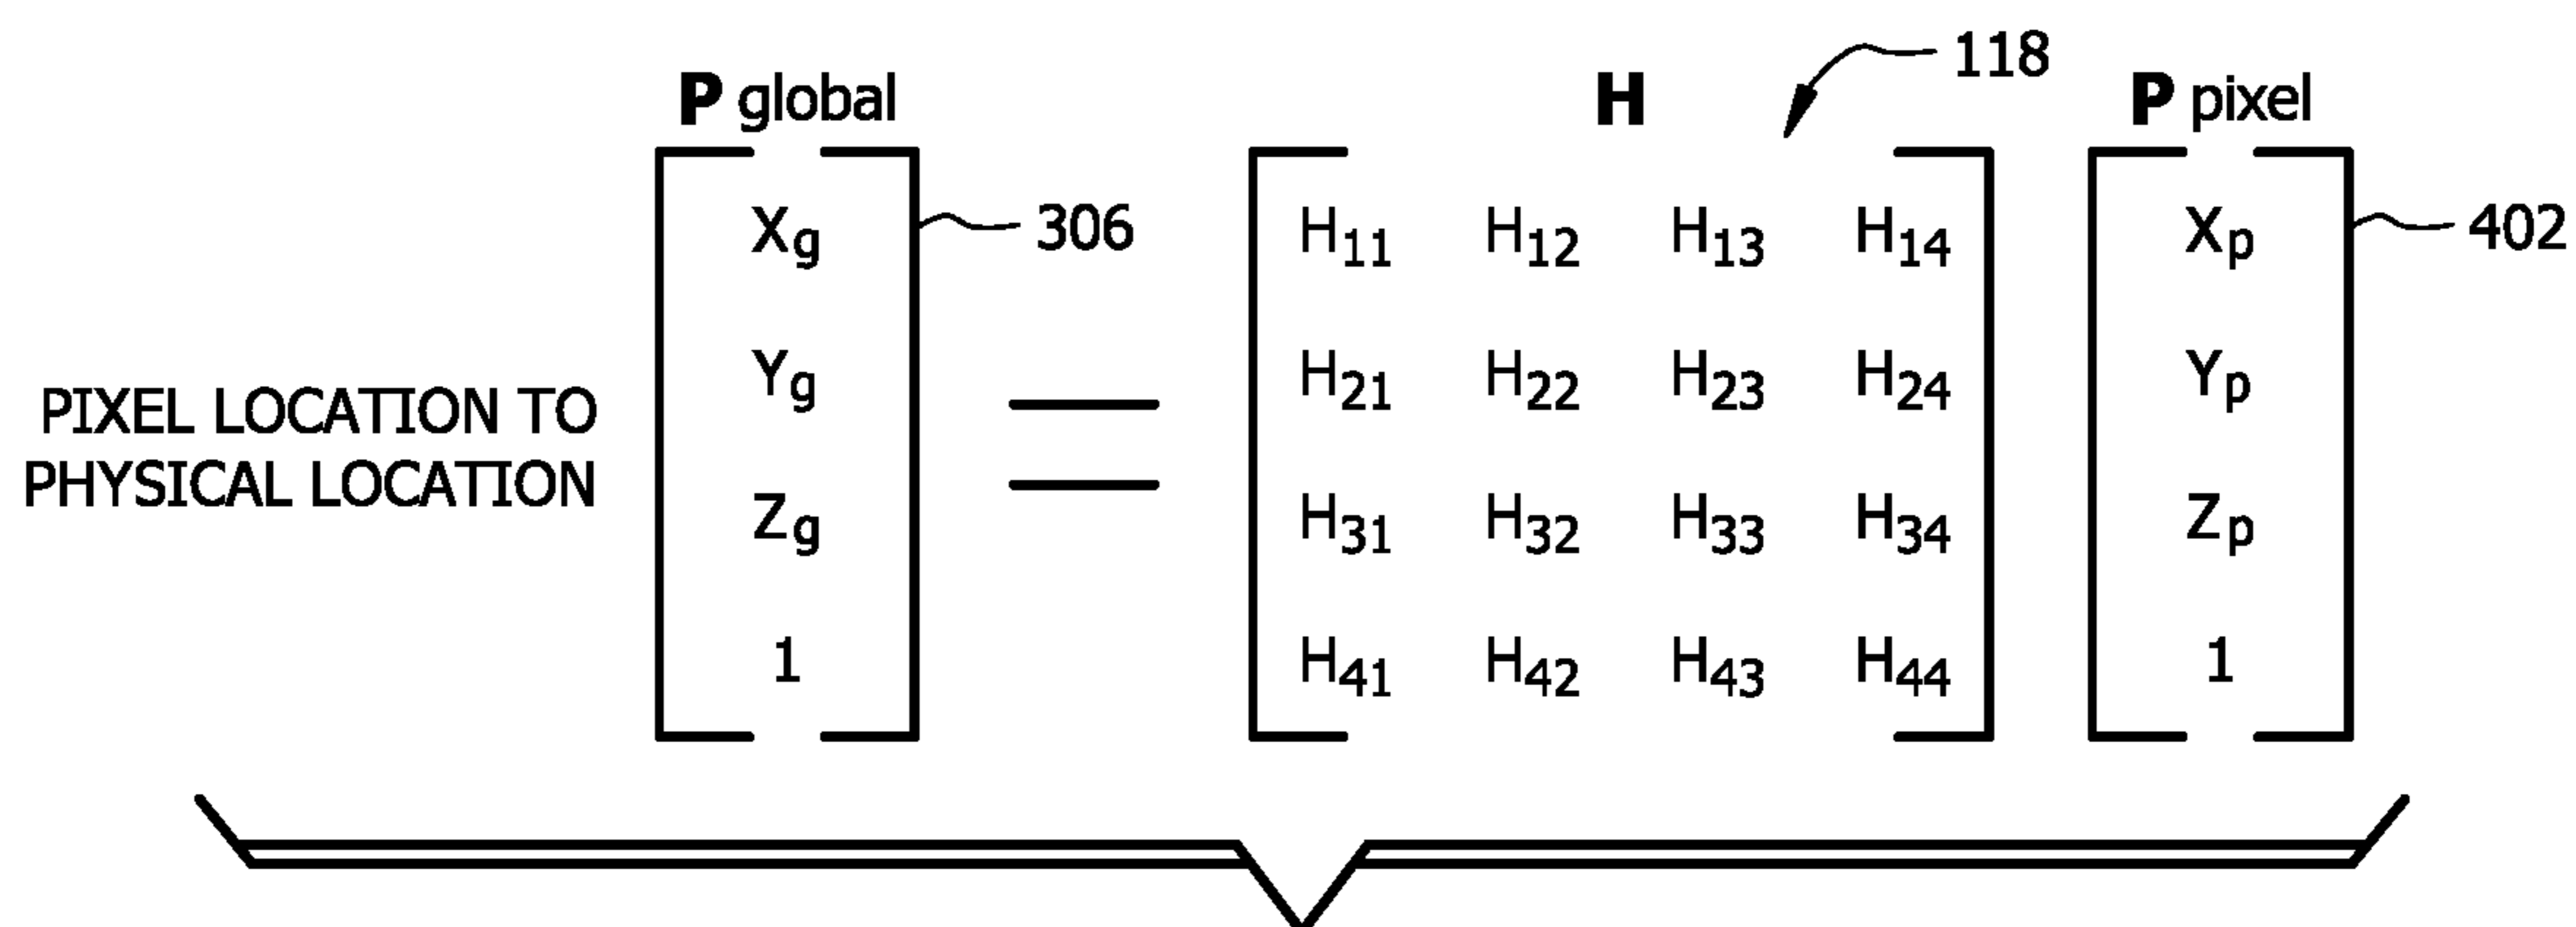 118
P global H P pixel
Xg 306 H11 H12 H13 H14 Xp 402
Yg H21 H22 H23 H24 Yp
PIXEL LOCATION TO
=
PHYSICAL LOCATION
Zg H31 H32 H33 H34 Zp
1 H41 H42 H43 H44 1